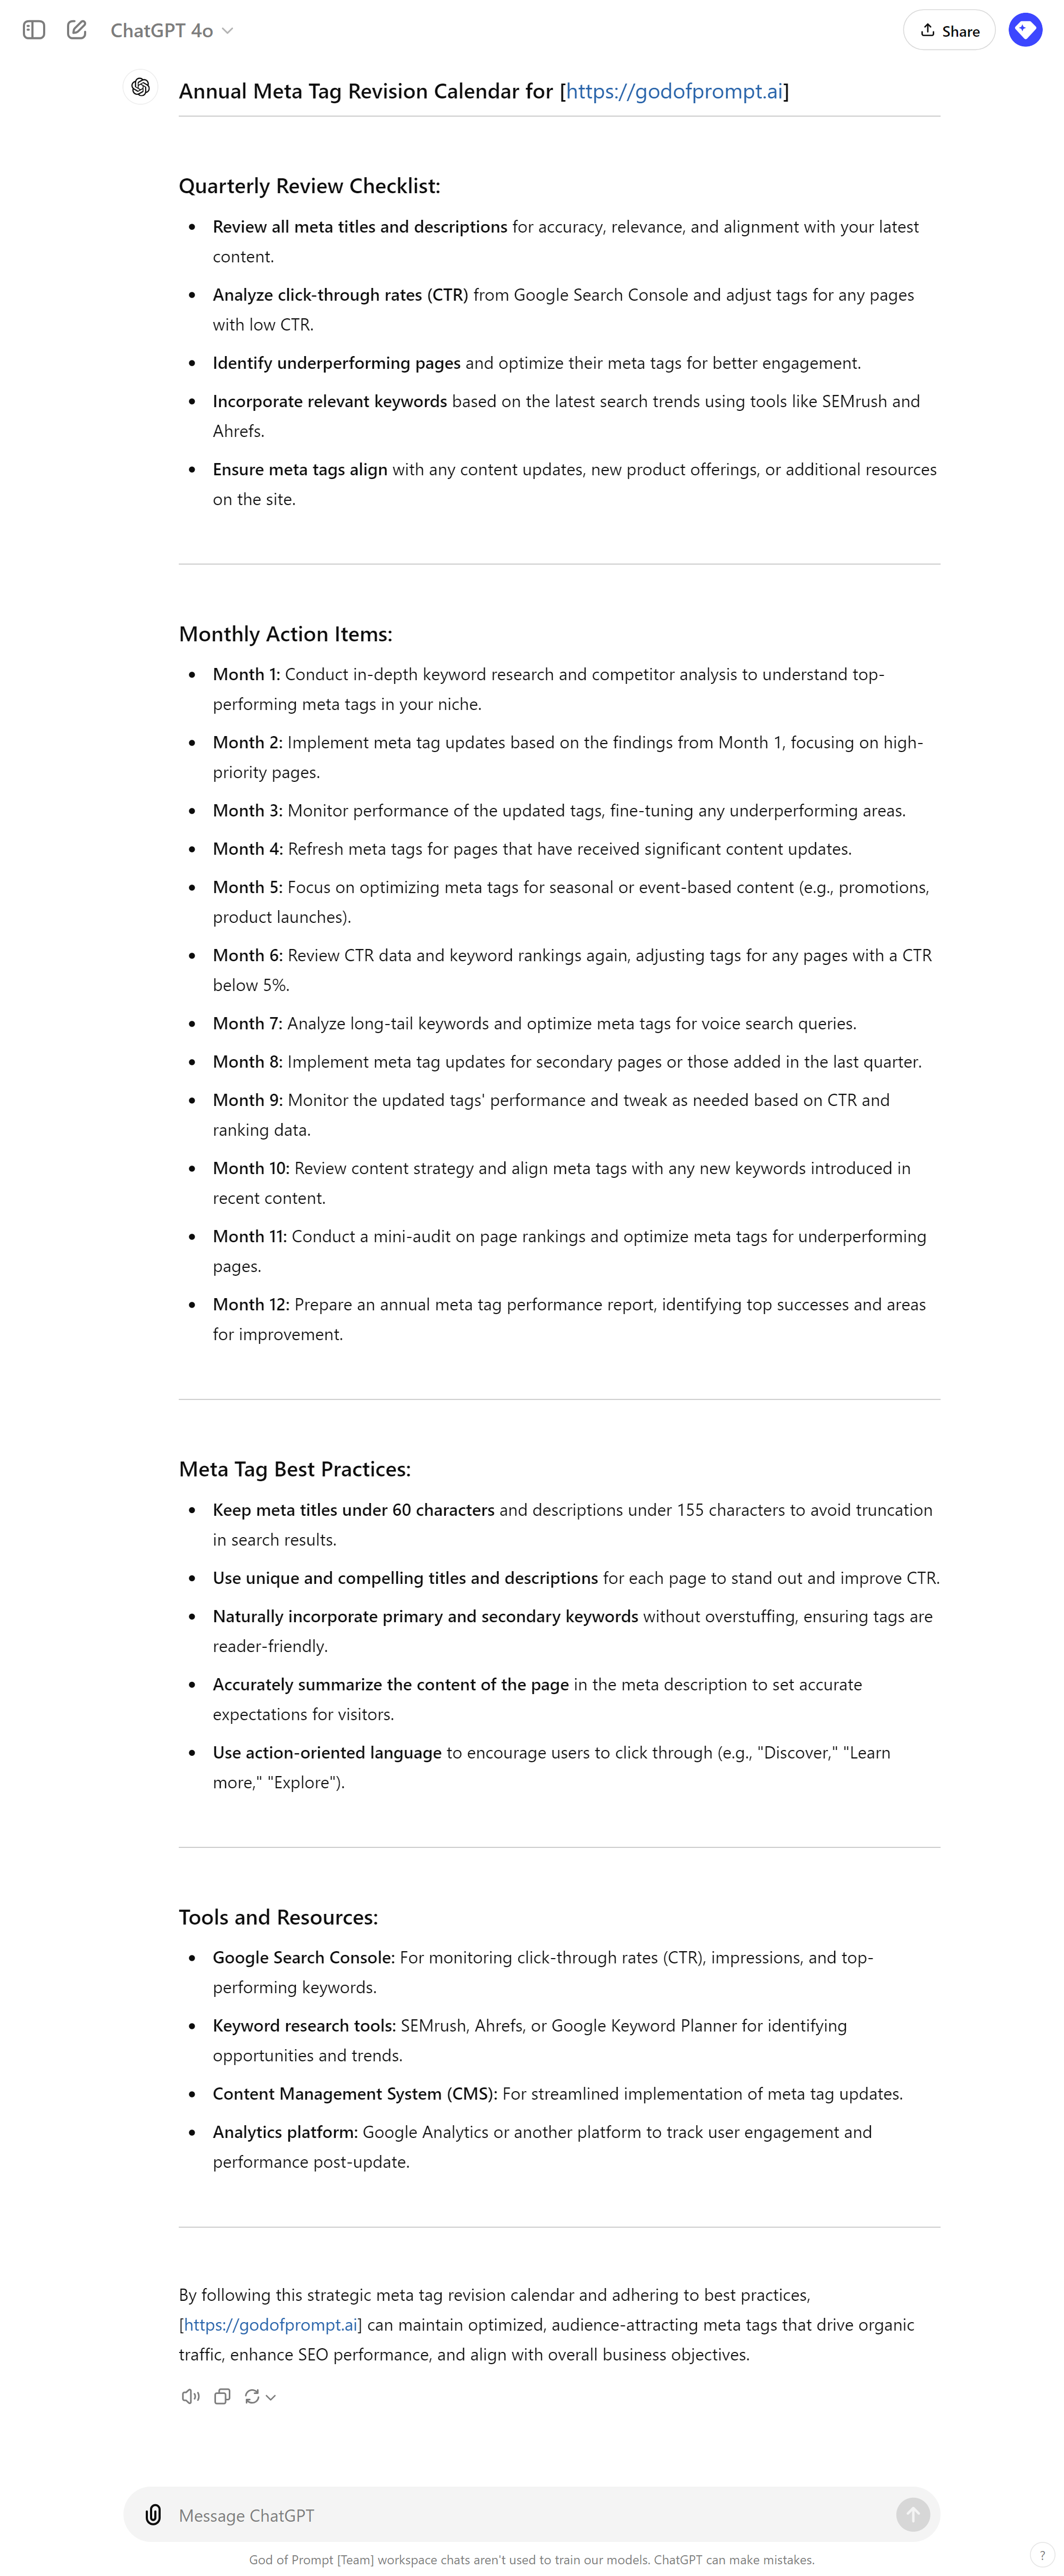 ChatGPT 4o
Share
Annual Meta Tag Revision Calendar for [https://godofprompt.ai]
Quarterly Review Checklist:
Review all meta titles and descriptions for accuracy, relevance, and alignment with your latest
content.
Analyze click-through rates (CTR) from Google Search Console and adjust tags for any pages
with low CTR.
Identify underperforming pages and optimize their meta tags for better engagement.
Incorporate relevant keywords based on the latest search trends using tools like SEMrush and
Ahrefs.
Ensure meta tags align with any content updates, new product offerings, or additional resources
on the site.
Monthly Action Items:
Month 1: Conduct in-depth keyword research and competitor analysis to understand top-
performing meta tags in your niche.
Month 2: Implement meta tag updates based on the findings from Month 1, focusing on high-
priority pages.
Month 3: Monitor performance of the updated tags, fine-tuning any underperforming areas.
Month 4: Refresh meta tags for pages that have received significant content updates.
Month 5: Focus on optimizing meta tags for seasonal or event-based content (e.g., promotions,
product launches).
Month 6: Review CTR data and keyword rankings again, adjusting tags for any pages with a CTR
below 5%.
Month 7: Analyze long-tail keywords and optimize meta tags for voice search queries.
Month 8: Implement meta tag updates for secondary pages or those added in the last quarter.
Month 9: Monitor the updated tags' performance and tweak as needed based on CTR and
ranking data.
Month 10: Review content strategy and align meta tags with any new keywords introduced in
recent content.
Month 11: Conduct a mini-audit on page rankings and optimize meta tags for underperforming
pages.
Month 12: Prepare an annual meta tag performance report, identifying top successes and areas
for improvement.
Meta Tag Best Practices:
Keep meta titles under 60 characters and descriptions under 155 characters to avoid truncation
in search results.
Use unique and compelling titles and descriptions for each page to stand out and improve CTR.
Naturally incorporate primary and secondary keywords without overstuffing, ensuring tags are
reader-friendly.
Accurately summarize the content of the page in the meta description to set accurate
expectations for visitors.
Use action-oriented language to encourage users to click through (e.g., "Discover," "Learn
more," "Explore").
Tools and Resources:
Google Search Console: For monitoring click-through rates (CTR), impressions, and top-
performing keywords.
Keyword research tools: SEMrush, Ahrefs, or Google Keyword Planner for identifying
opportunities and trends.
Content Management System (CMS): For streamlined implementation of meta tag updates.
Analytics platform: Google Analytics or another platform to track user engagement and
performance post-update.
By following this strategic meta tag revision calendar and adhering to best practices,
[https://godofprompt.ai] can maintain optimized, audience-attracting meta tags that drive organic
traffic, enhance SEO performance, and align with overall business objectives.
Message ChatGPT
God of Prompt [Team] workspace chats aren't used to train our models. ChatGPT can make mistakes.
?